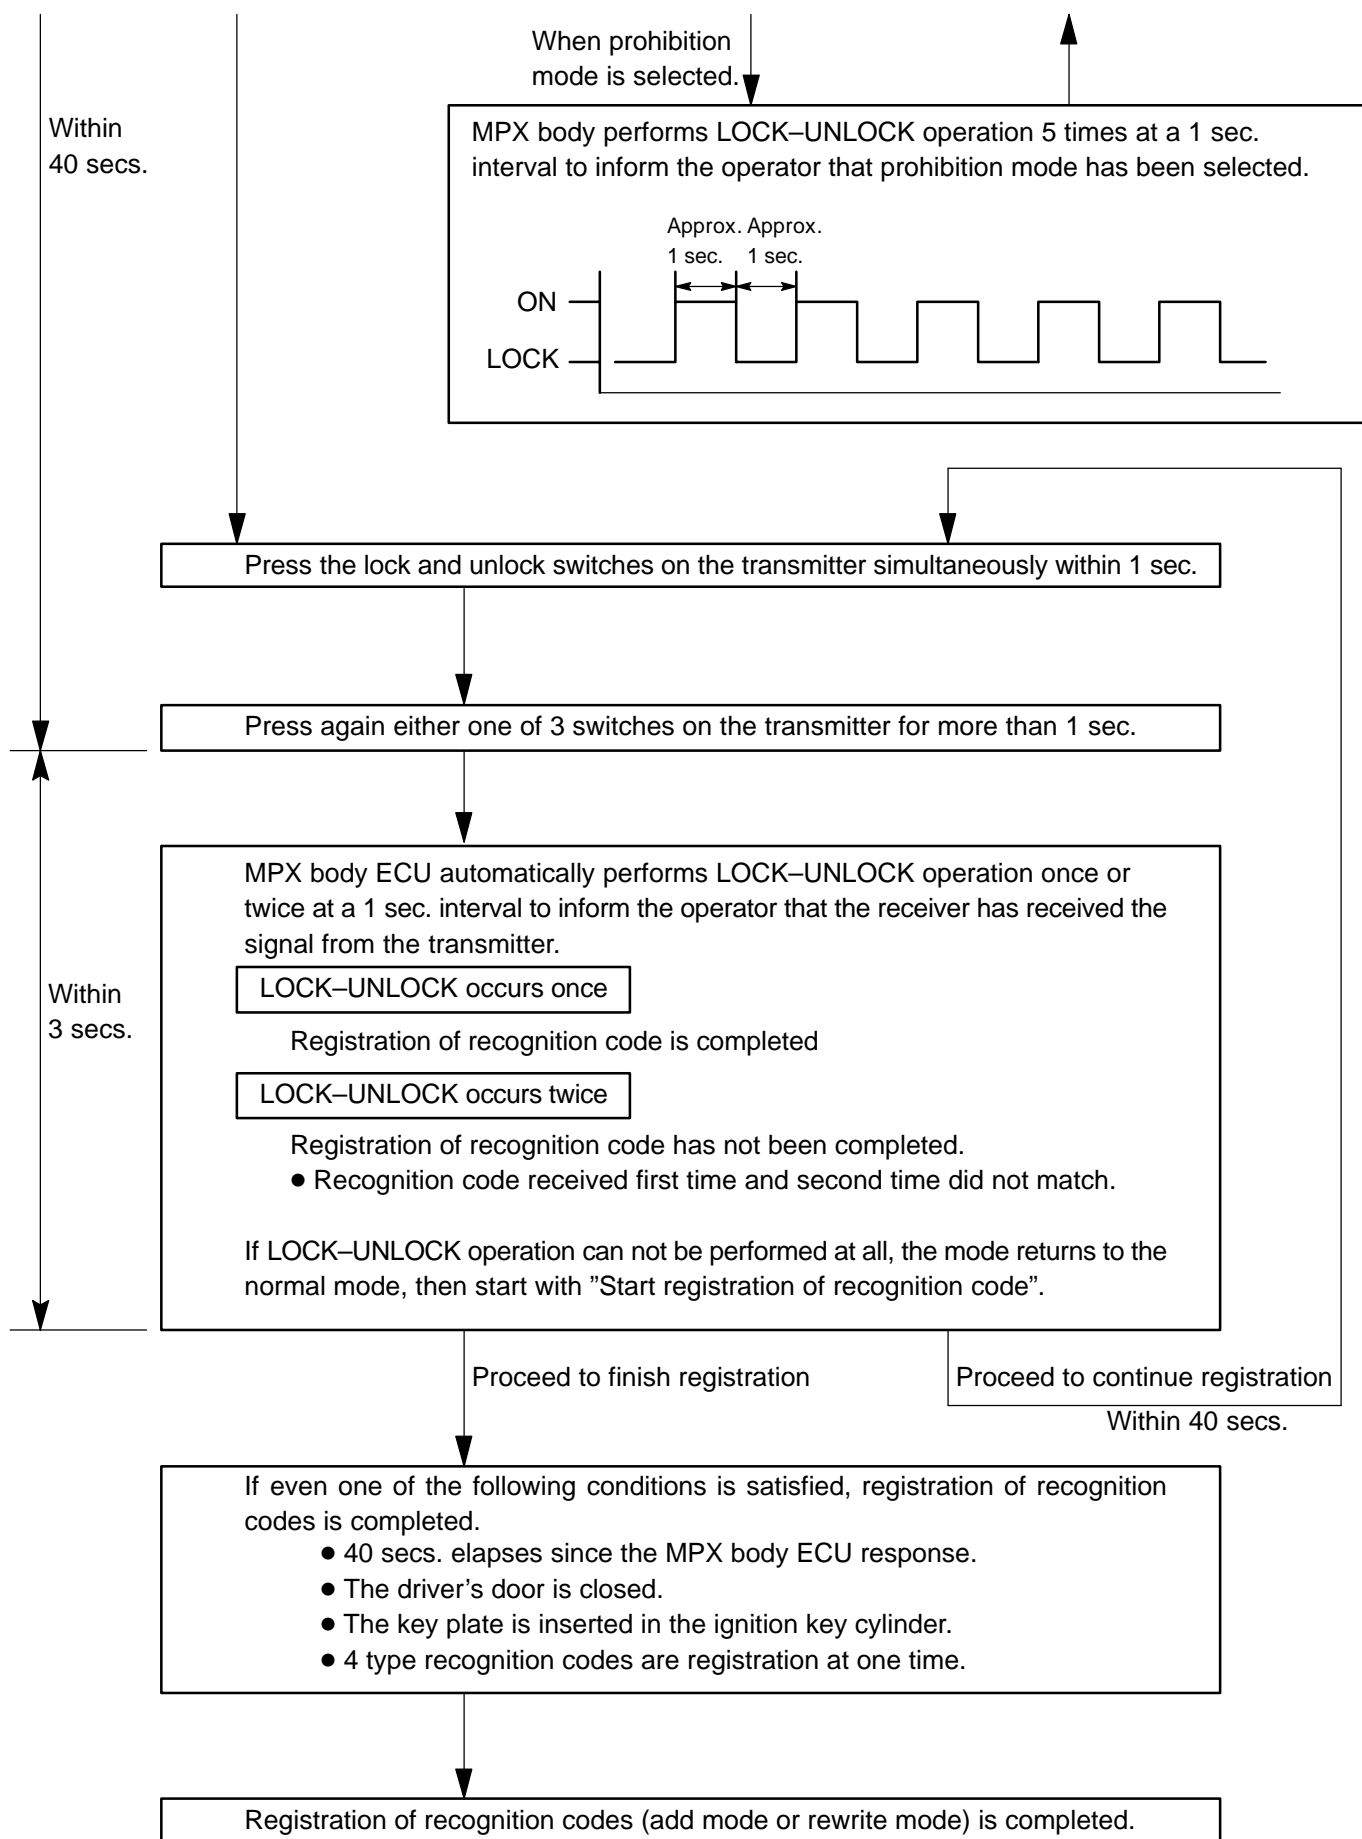 When prohibition
mode is selected.
Within
40 secs.
MPX body performs LOCK–UNLOCK operation 5 times at a 1 sec.
interval to inform the operator that prohibition mode has been selected.
Approx. Approx.
1 sec. 1 sec.
ON
LOCK
Press the lock and unlock switches on the transmitter simultaneously within 1 sec.
Press again either one of 3 switches on the transmitter for more than 1 sec.
Within
3 secs.
MPX body ECU automatically performs LOCK–UNLOCK operation once or
twice at a 1 sec. interval to inform the operator that the receiver has received the
signal from the transmitter.
LOCK–UNLOCK occurs once
Registration of recognition code is completed
LOCK–UNLOCK occurs twice
Registration of recognition code has not been completed.
● Recognition code received first time and second time did not match.
If LOCK–UNLOCK operation can not be performed at all, the mode returns to the
normal mode, then start with ”Start registration of recognition code”.
Proceed to finish registration
Proceed to continue registration
Within 40 secs.
If even one of the following conditions is satisfied, registration of recognition
codes is completed.
● 40 secs. elapses since the MPX body ECU response.
● The driver’s door is closed.
● The key plate is inserted in the ignition key cylinder.
● 4 type recognition codes are registration at one time.
Registration of recognition codes (add mode or rewrite mode) is completed.